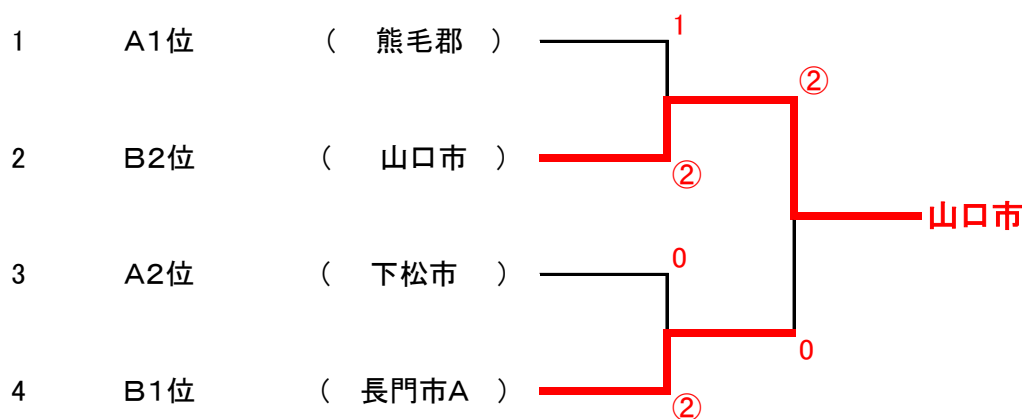 1 A1位 ( 熊毛郡 ) 1
②
2 B2位 ( 山口市 ) ②
山口市
3 A2位 ( 下松市 ) 0
0
4 B1位 ( 長門市A ) ②